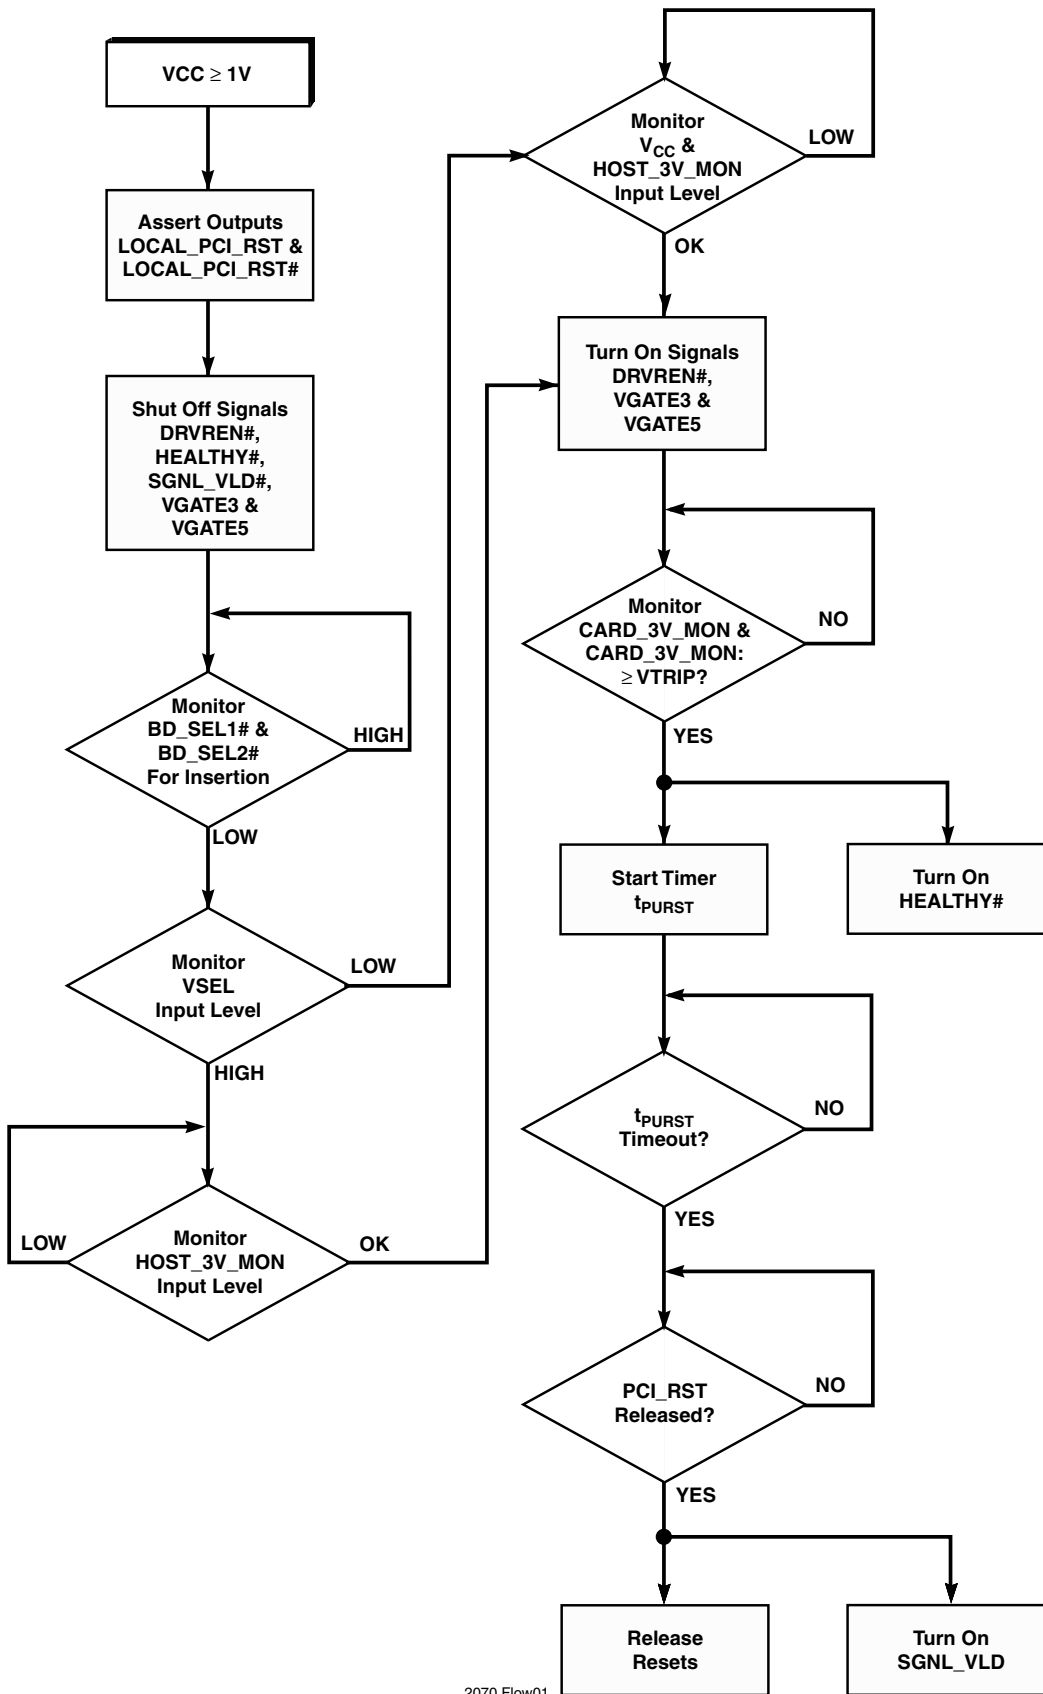 VCC ≥ 1V
Assert Outputs
LOCAL_PCI_RST &
LOCAL_PCI_RST#
Shut Off Signals
DRVREN#,
HEALTHY#,
SGNL_VLD#,
VGATE3 &
VGATE5
Monitor
BD_SEL1# &
BD_SEL2#
For Insertion
HIGH
LOW
Monitor
VSEL
Input Level
LOW
HIGH
Monitor
HOST_3V_MON
Input Level
LOW
OK
Monitor
VCC &
HOST_3V_MON
Input Level
LOW
OK
Turn On Signals
DRVREN#,
VGATE3 &
VGATE5
Monitor
CARD_3V_MON &
CARD_3V_MON:
≥ VTRIP?
NO
YES
Start Timer
tPURST
Turn On
HEALTHY#
tPURST
Timeout?
NO
YES
PCI_RST
Released?
NO
YES
Release
Resets
Turn On
SGNL_VLD
2070 Flow01